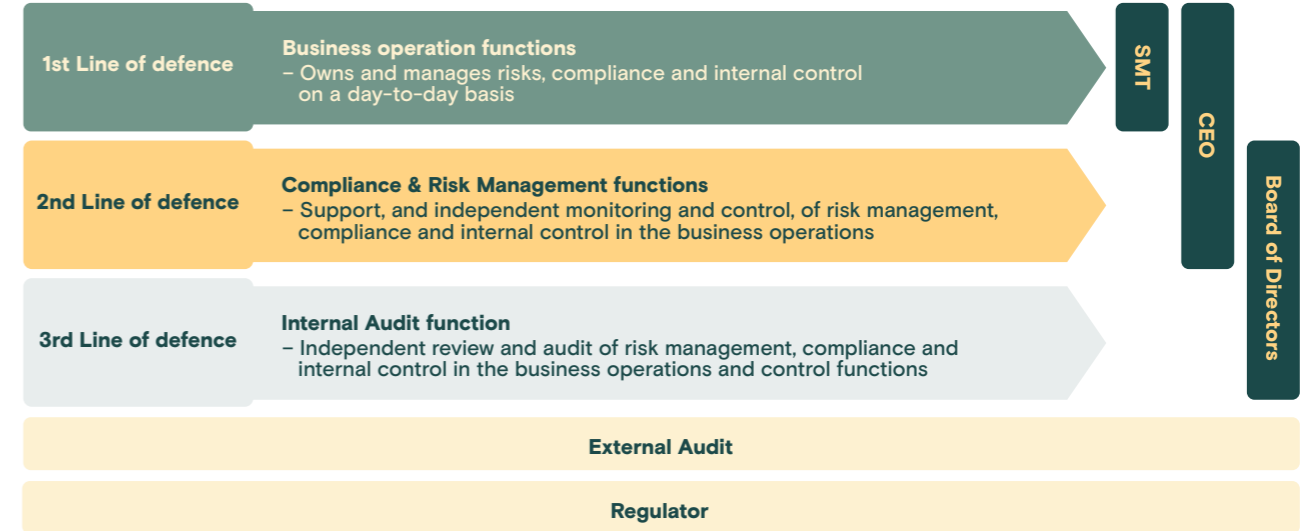 1st Line of defence
Business operation functions
– Owns and manages risks, compliance and internal control
on a day-to-day basis
SMT
CEO
2nd Line of defence
Compliance & Risk Management functions
– Support, and independent monitoring and control, of risk management,
compliance and internal control in the business operations
Board of Directors
3rd Line of defence
Internal Audit function
– Independent review and audit of risk management, compliance and
internal control in the business operations and control functions
External Audit
Regulator